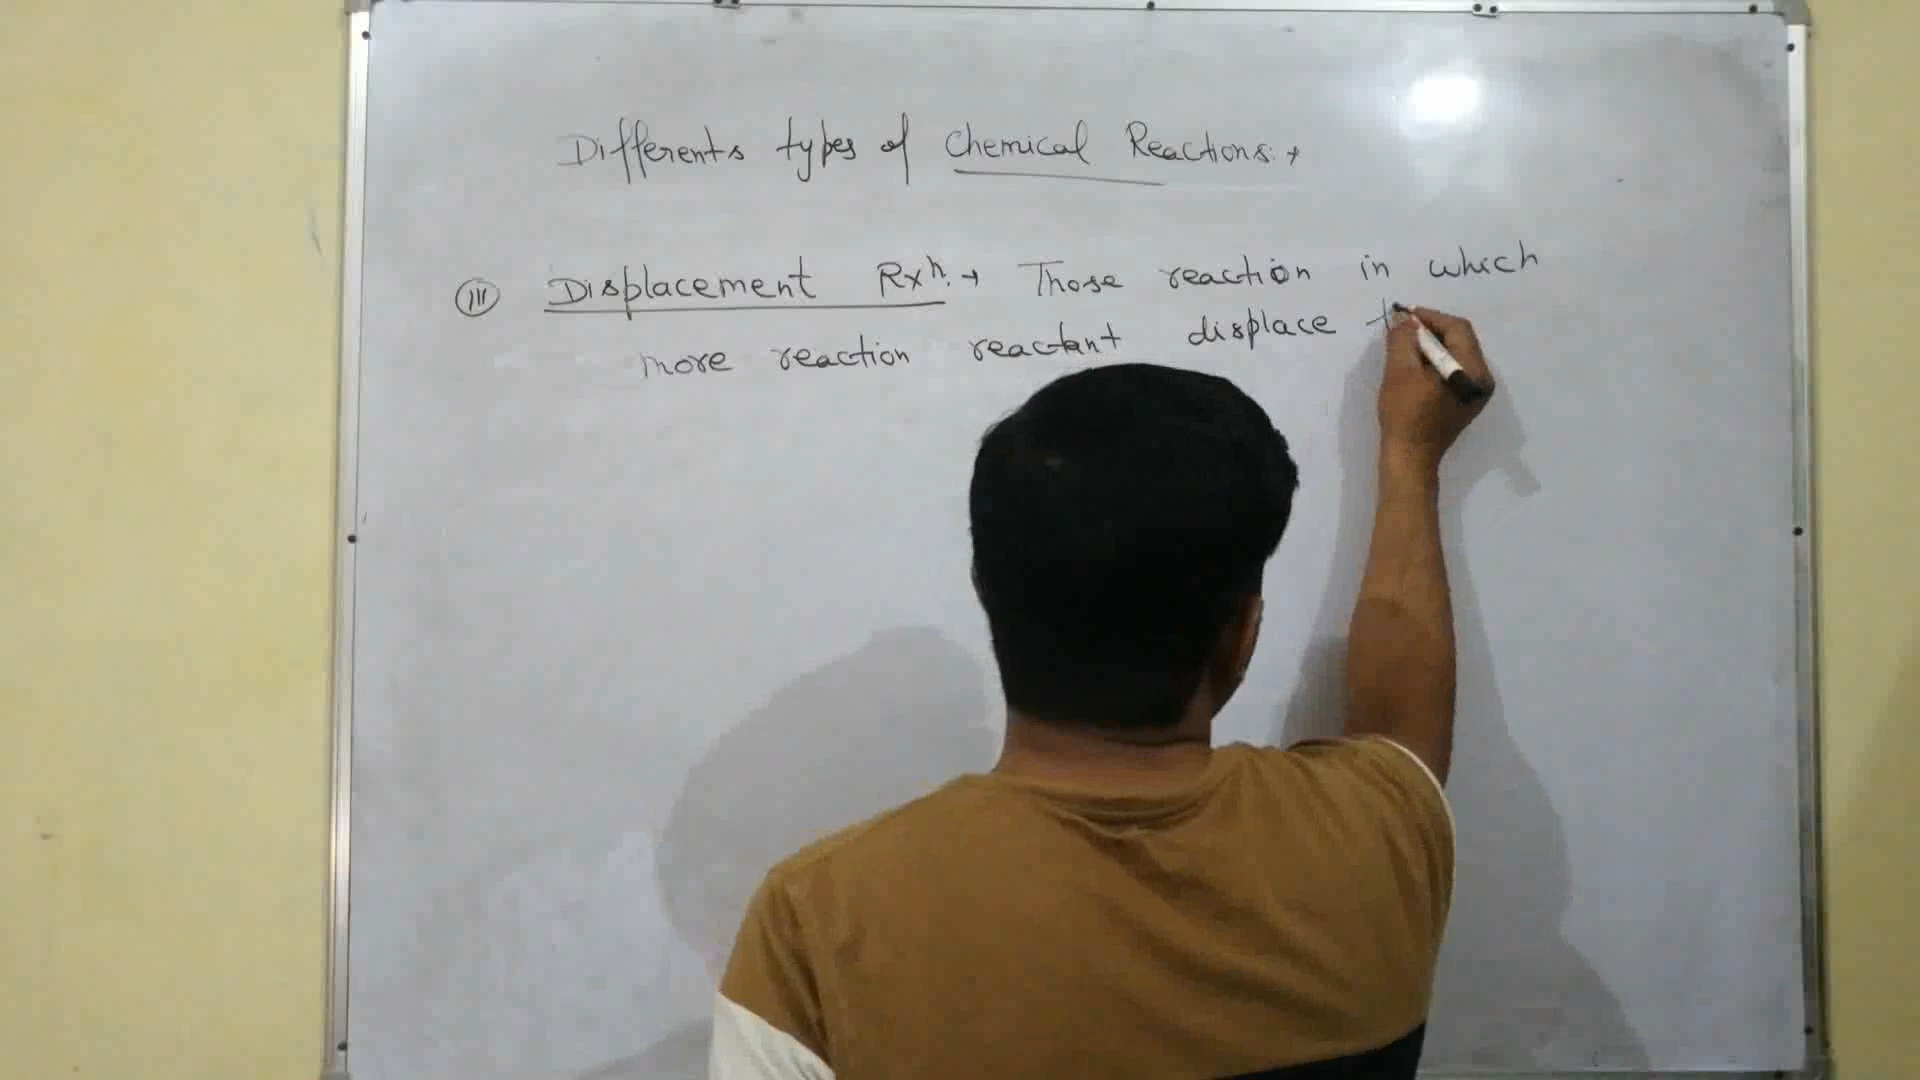 Differents types of Chemical Reactions:→
(iii) Displacement Rxn.→ Those reaction in which
more reaction reactant displace